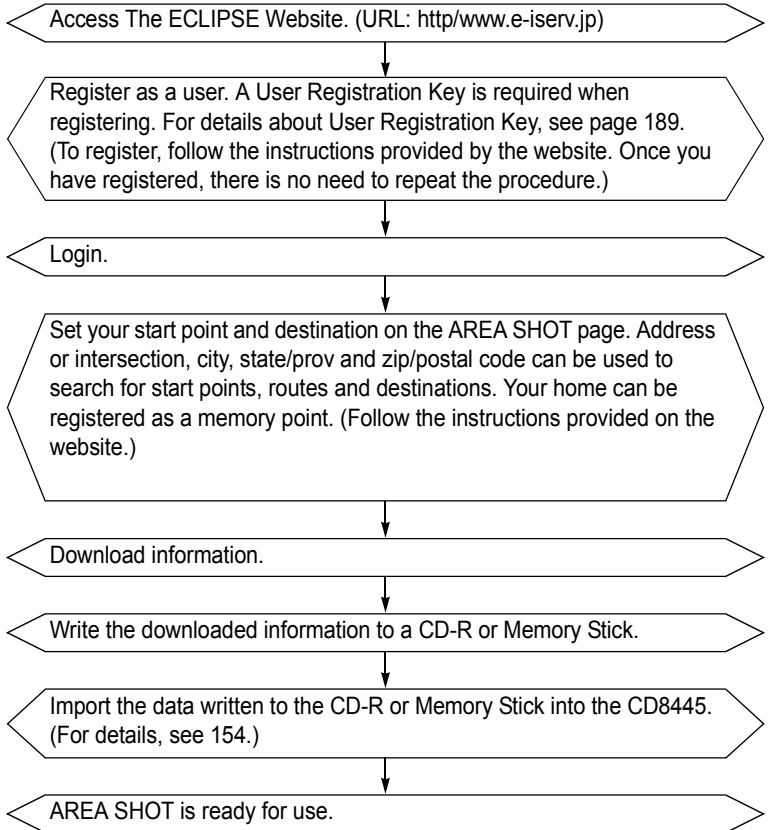 Access The ECLIPSE Website. (URL: http/www.e-iserv.jp)
Register as a user. A User Registration Key is required when
registering. For details about User Registration Key, see page 189.
(To register, follow the instructions provided by the website. Once you
have registered, there is no need to repeat the procedure.)
Login.
Set your start point and destination on the AREA SHOT page. Address
or intersection, city, state/prov and zip/postal code can be used to
search for start points, routes and destinations. Your home can be
registered as a memory point. (Follow the instructions provided on the
website.)
Download information.
Write the downloaded information to a CD-R or Memory Stick.
Import the data written to the CD-R or Memory Stick into the CD8445.
(For details, see 154.)
AREA SHOT is ready for use.